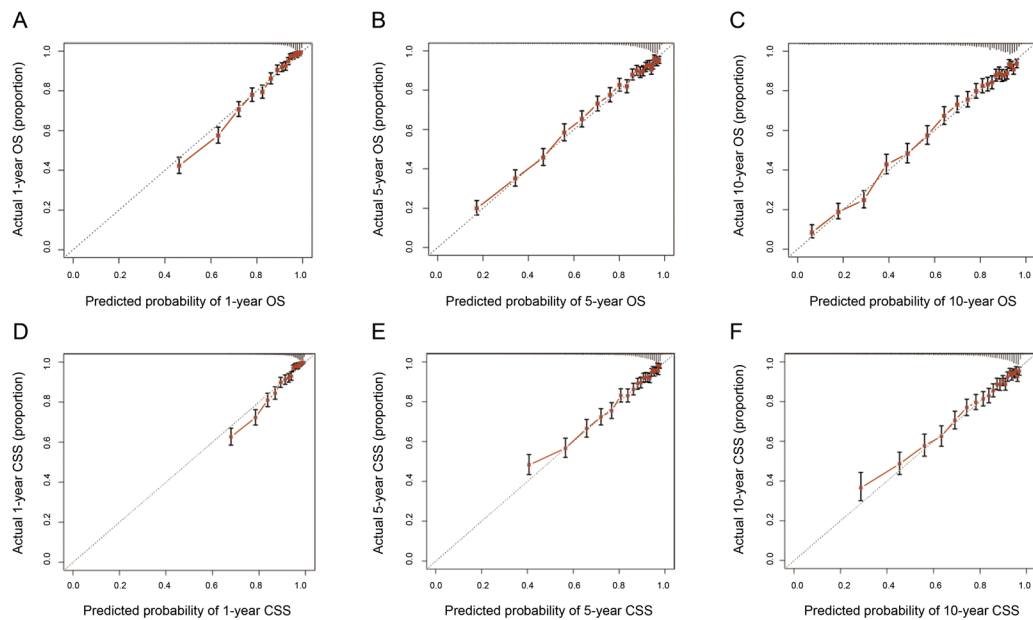 A
Actual 1-year OS (proportion)
1.0
0.8
0.6
0.4
0.2
0.0
0.0 0.2 0.4 0.6 0.8 1.0
Predicted probability of 1-year OS
B
Actual 5-year OS (proportion)
1.0
0.8
0.6
0.4
0.2
0.0
0.0 0.2 0.4 0.6 0.8 1.0
Predicted probability of 5-year OS
C
Actual 10-year OS (proportion)
1.0
0.8
0.6
0.4
0.2
0.0
0.0 0.2 0.4 0.6 0.8 1.0
Predicted probability of 10-year OS
D
Actual 1-year CSS (proportion)
1.0
0.8
0.6
0.4
0.2
0.0
0.0 0.2 0.4 0.6 0.8 1.0
Predicted probability of 1-year CSS
E
Actual 5-year CSS (proportion)
1.0
0.8
0.6
0.4
0.2
0.0
0.0 0.2 0.4 0.6 0.8 1.0
Predicted probability of 5-year CSS
F
Actual 10-year CSS (proportion)
1.0
0.8
0.6
0.4
0.2
0.0
0.0 0.2 0.4 0.6 0.8 1.0
Predicted probability of 10-year CSS